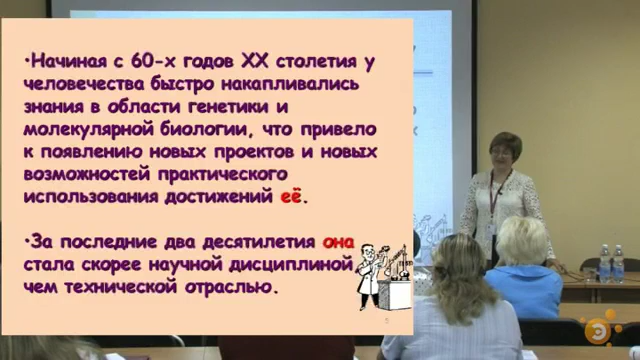 •Начиная с 60-х годов XX столетия у
человечества быстро накапливались
знания в области генетики и
молекулярной биологии, что привело
к появлению новых проектов и новых
возможностей практического
использования достижений её.
•За последние два десятилетия она
стала скорее научной дисциплиной,
чем технической отраслью.